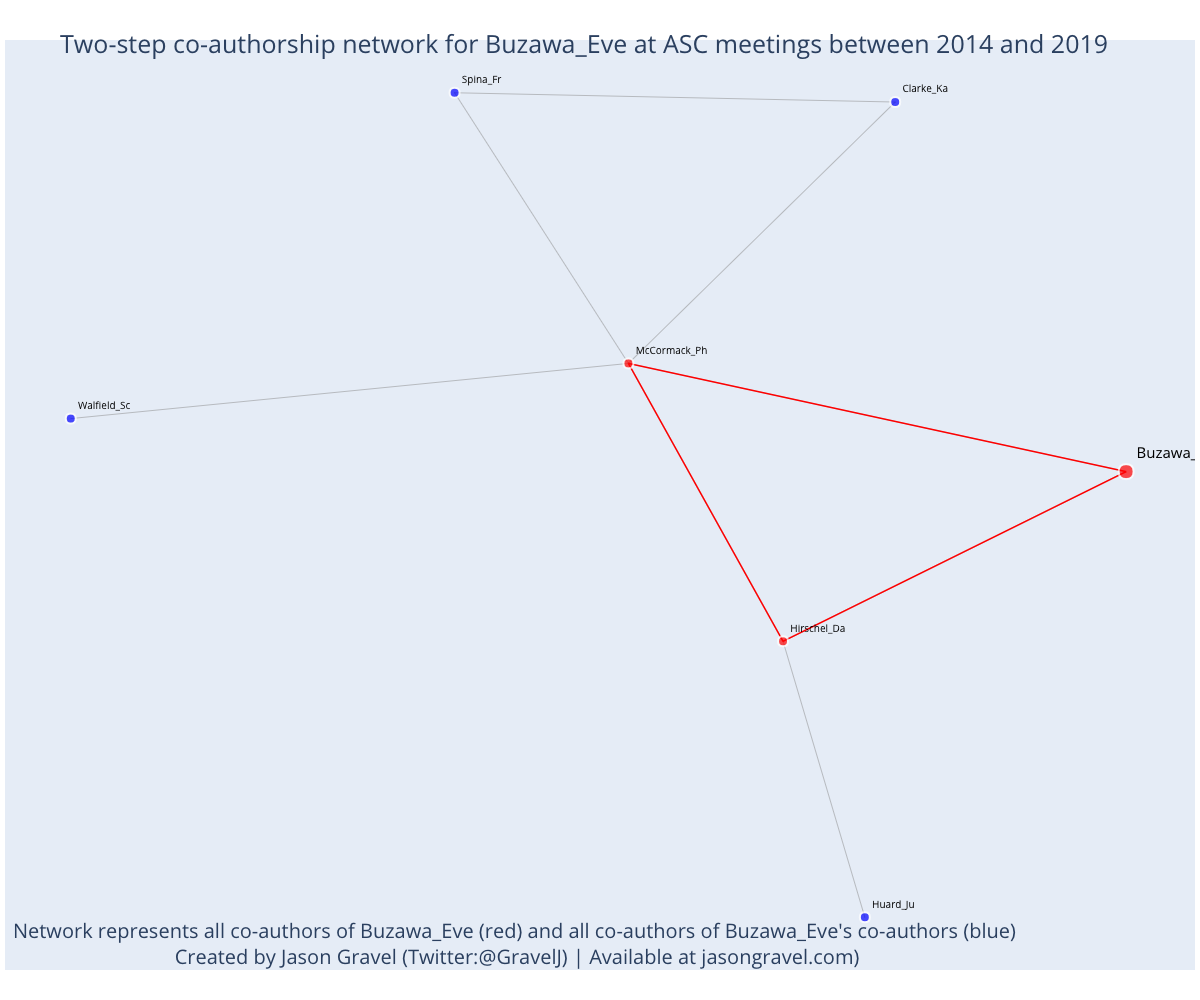 Two-step co-authorship network for Buzawa_Eve at ASC meetings between 2014 and 2019
Spina_Fr
Clarke_Ka
McCormack_Ph
Walfield_Sc
Buzawa_
Hirschel_Da
Huard_Ju
Network represents all co-authors of Buzawa_Eve (red) and all co-authors of Buzawa_Eve's co-authors (blue)
Created by Jason Gravel (Twitter:@GravelJ) | Available at jasongravel.com)